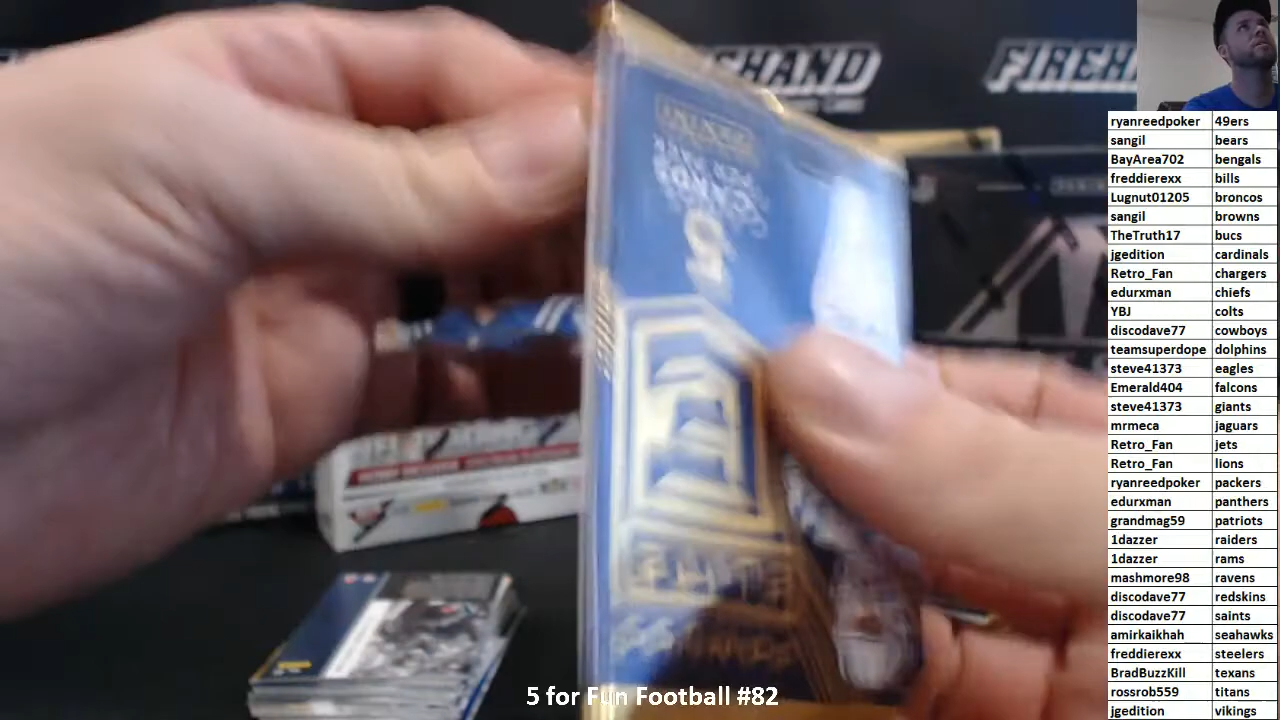 FIREHAND
ryanreedpoker 49ers
sangil bears
BayArea702 bengals
freddierexx bills
Lugnut01205 broncos
sangil browns
TheTruth17 bucs
jgedition cardinals
Retro_Fan chargers
edurxman chiefs
YBJ colts
discodave77 cowboys
teamsuperdope dolphins
steve41373 eagles
Emerald404 falcons
steve41373 giants
mrmeca jaguars
Retro_Fan jets
Retro_Fan lions
ryanreedpoker packers
edurxman panthers
grandmag59 patriots
1dazzer raiders
1dazzer rams
mashmore98 ravens
discodave77 redskins
discodave77 saints
amirkaikhah seahawks
freddierexx steelers
BradBuzzKill texans
rossrob559 titans
jgedition vikings
5 for Fun Football #82